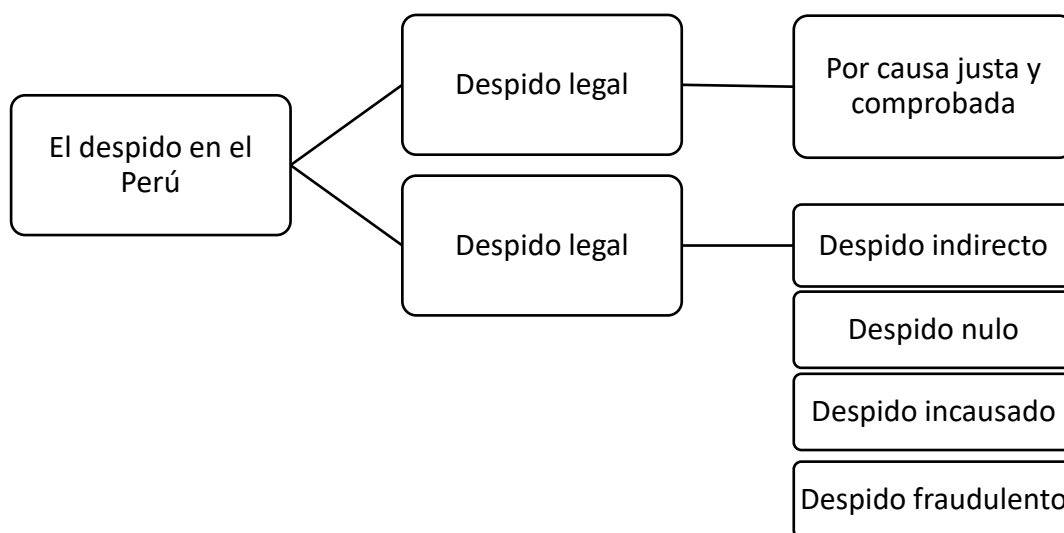 El despido en el
Perú
Despido legal
Por causa justa y
comprobada
Despido legal
Despido indirecto
Despido nulo
Despido incausado
Despido fraudulento